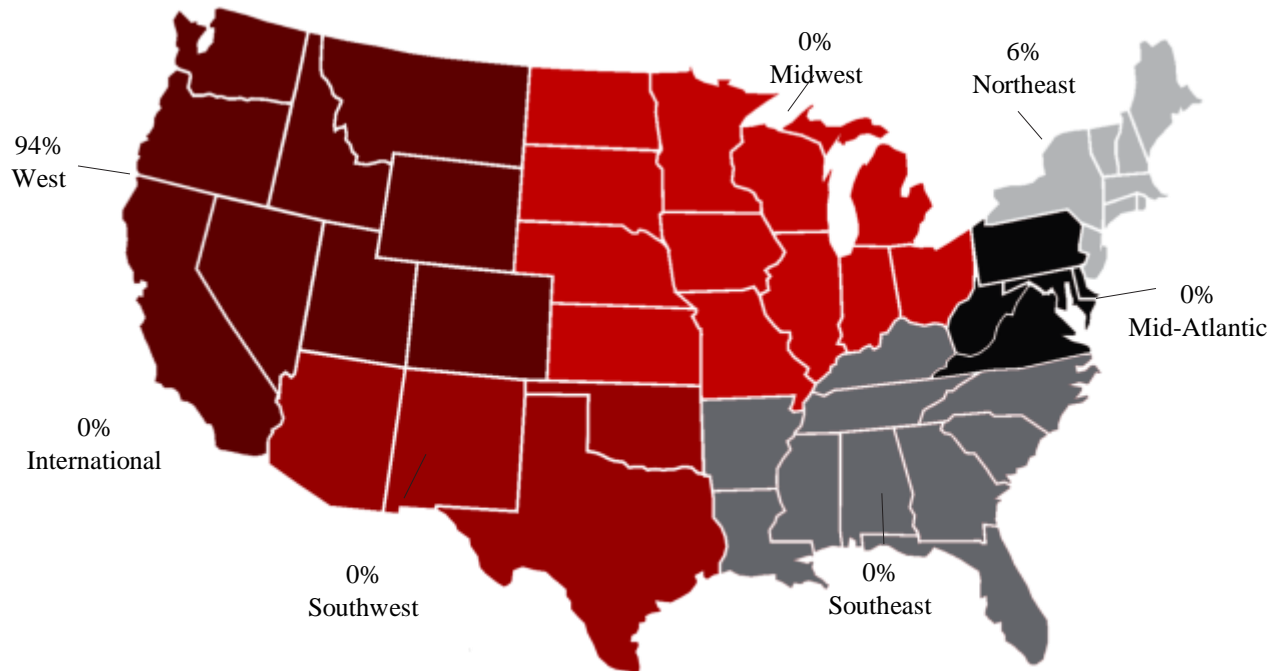 0%
Midwest
6%
Northeast
94%
West
0%
Mid-Atlantic
0%
International
0%
Southwest
0%
Southeast